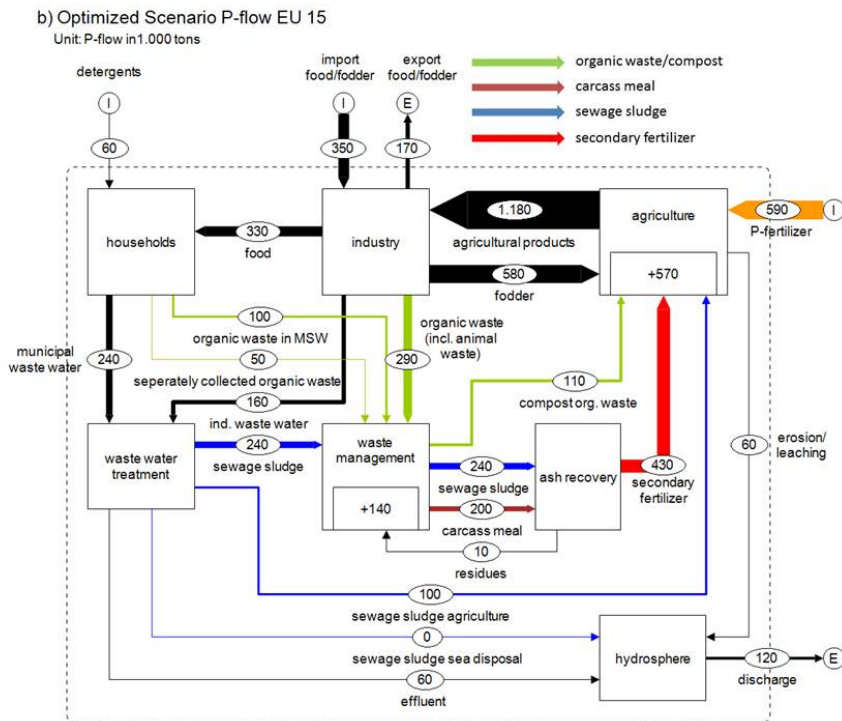 b) Optimized Scenario P-flow EU 15
Unit: P-flow in1.000 tons
detergents
import
food/fodder
export
food/fodder
organic waste/compost
carcass meal
sewage sludge
secondary fertilizer
I
I
E
60
350
170
households
330
food
industry
1.180
agricultural products
agriculture
590
I
P-fertilizer
580
fodder
+570
100
organic waste in MSW
organic waste
(incl. animal
waste)
municipal
waste water
240
50
seperately collected organic waste
290
110
compost org. waste
160
ind. waste water
60
erosion/
leaching
waste water
treatment
240
sewage sludge
waste
management
240
sewage sludge
ash recovery
430
secondary
fertilizer
+140
200
carcass meal
10
residues
100
sewage sludge agriculture
0
sewage sludge sea disposal
hydrosphere
120
E
discharge
60
effluent